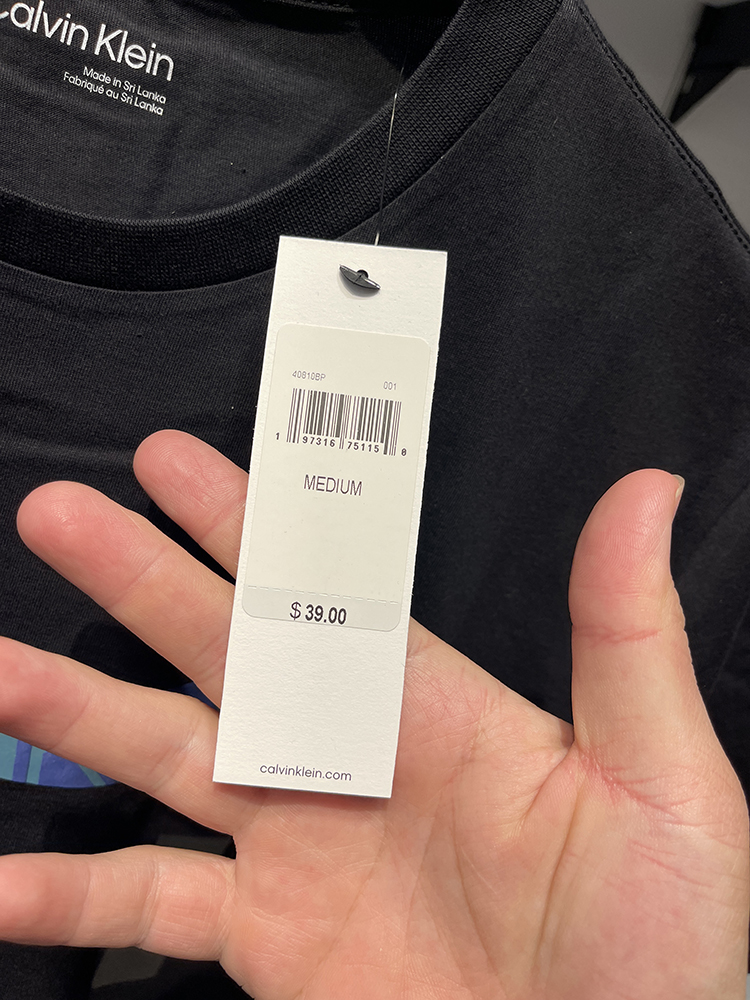 alvin Klein
Made in Sri Lanka
Fabriqué au Sri Lanka
40810BP 001
1 97316 75115 8
MEDIUM
$ 39.00
calvinklein.com